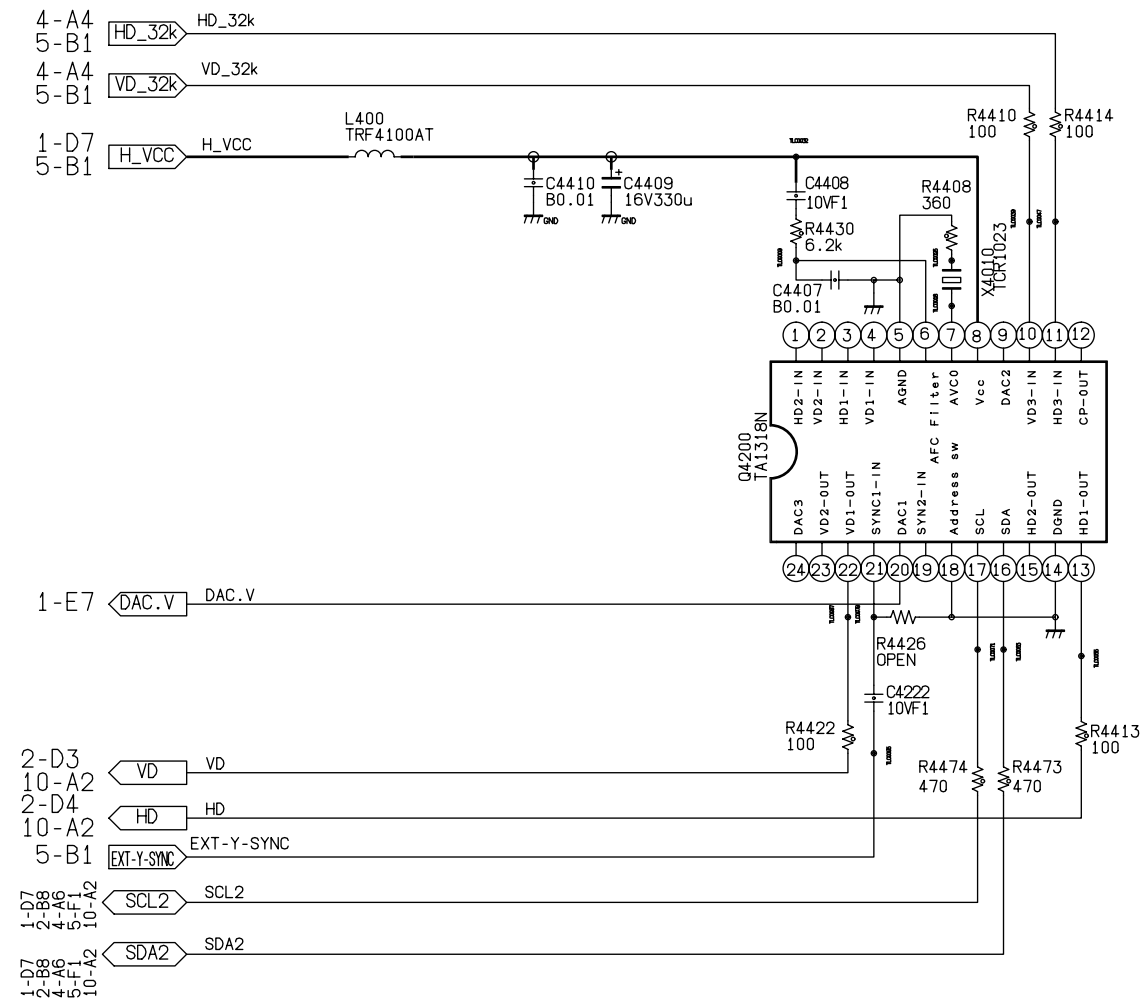 4-A4
5-B1
HD_32k
HD_32k
4-A4
5-B1
VD_32k
VD_32k
1-D7
5-B1
H_VCC
H_VCC
L400
TRF4100AT
C4410
B0.01
GND
C4409
+
16V330u
GND
C4408
10VF1
R4430
6.2k
C4407
B0.01
R4408
360
X4010
TCR1023
R4410
100
R4414
100
1
2
3
4
5
6
7
8
9
10
11
12
HD2-IN
VD2-IN
HD1-IN
VD1-IN
AGND
AFC Filter
AVCO
Vcc
DAC2
VD3-IN
HD3-IN
CP-OUT
Q4200
TA1318N
DAC3
VD2-OUT
VD1-OUT
SYNC1-IN
DAC1
SYN2-IN
Address sw
SCL
SDA
HD2-OUT
DGND
HD1-OUT
24
23
22
21
20
19
18
17
16
15
14
13
1-E7
DAC.V
DAC.V
R4426
OPEN
C4222
10VF1
R4422
100
R4474
470
R4473
470
R4413
100
2-D3
10-A2
VD
VD
2-D4
10-A2
HD
HD
5-B1
EXT-Y-SYNC
EXT-Y-SYNC
1-D7
2-B8
4-A6
5-F1
10-A2
SCL2
SCL2
1-D7
2-B8
4-A6
5-F1
10-A2
SDA2
SDA2